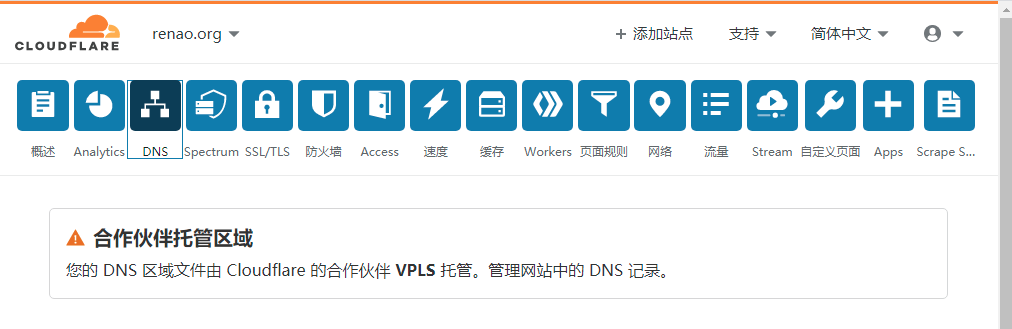 CLOUDFLARE
renao.org
+ 添加站点
支持
简体中文
概述
Analytics
DNS
Spectrum
SSL/TLS
防火墙
Access
速度
缓存
Workers
页面规则
网络
流量
Stream
自定义页面
Apps
Scrape S...
合作伙伴托管区域
您的 DNS 区域文件由 Cloudflare 的合作伙伴 VPLS 托管。管理网站中的 DNS 记录。